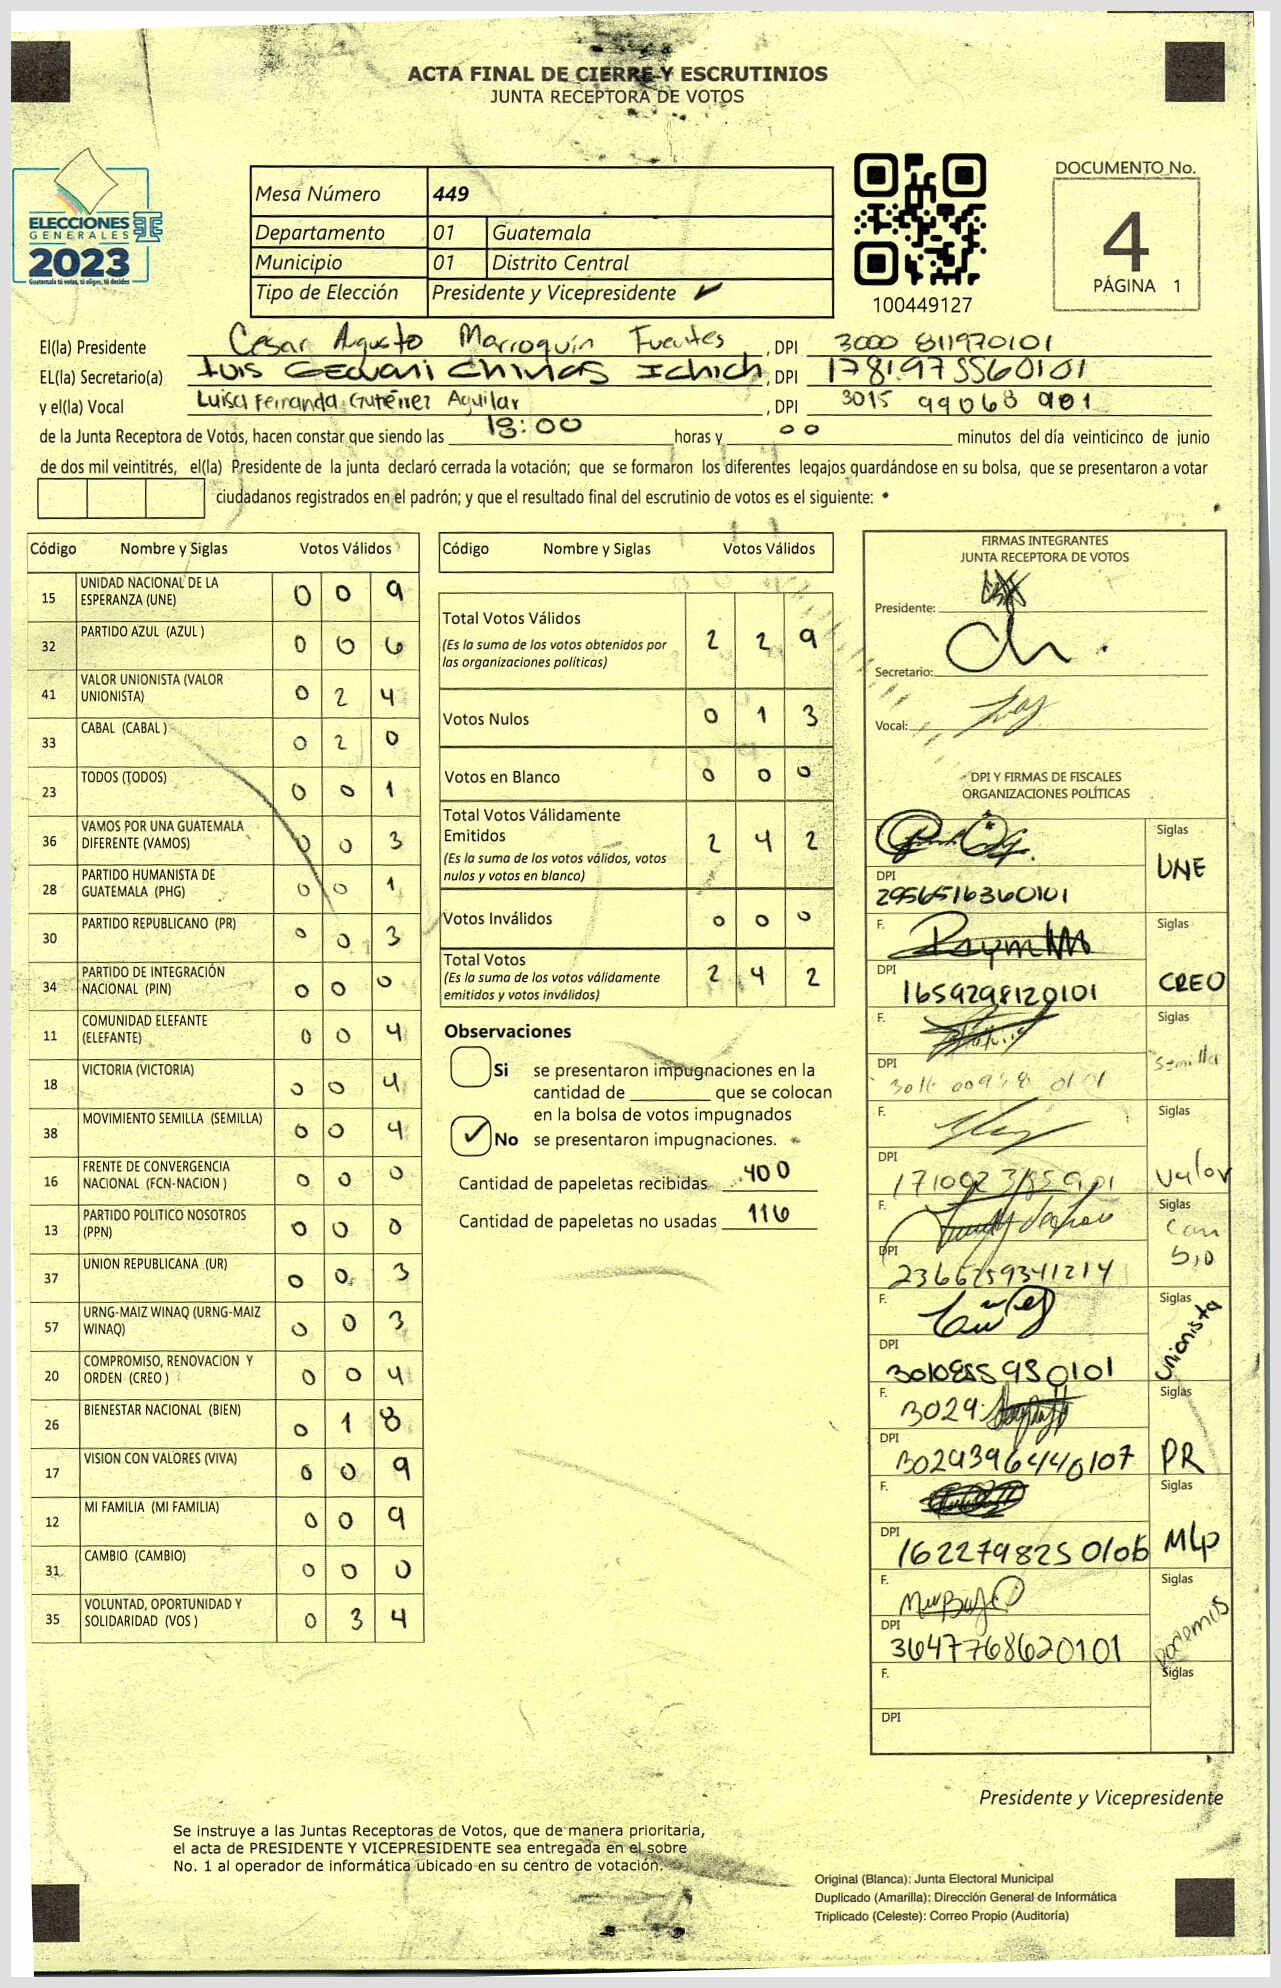 ACTA FINAL DE CIERRE Y ESCRUTINIOS
JUNTA RECEPTORA DE VOTOS
ELECCIONES
GENERALES
2023
Guatemala tú votas, tú eliges, tú decides
Mesa Número 449
Departamento 01 Guatemala
Municipio 01 Distrito Central
Tipo de Elección Presidente y Vicepresidente
100449127
DOCUMENTO No.
4
PÁGINA 1
El(la) Presidente Cesar Agusto Marroquín Fuentes, DPI 3000 811970101
EL(la) Secretario(a) Luis Geovani Chivas Ichich, DPI 1781975560101
y el(la) Vocal Luisa Fernanda Gutérrez Aguilar, DPI 3015 99068 901
de la Junta Receptora de Votos, hacen constar que siendo las 18:00 horas y 00 minutos del día veinticinco de junio
de dos mil veintitrés, el(la) Presidente de la junta declaró cerrada la votación; que se formaron los diferentes legajos guardándose en su bolsa, que se presentaron a votar
ciudadanos registrados en el padrón; y que el resultado final del escrutinio de votos es el siguiente:
Código Nombre y Siglas Votos Válidos
15 UNIDAD NACIONAL DE LA ESPERANZA (UNE) 0 0 9
32 PARTIDO AZUL (AZUL ) 0 0 6
41 VALOR UNIONISTA (VALOR UNIONISTA) 0 2 4
33 CABAL (CABAL ) 0 2 0
23 TODOS (TODOS) 0 0 1
36 VAMOS POR UNA GUATEMALA DIFERENTE (VAMOS) 0 0 3
28 PARTIDO HUMANISTA DE GUATEMALA (PHG) 0 0 1
30 PARTIDO REPUBLICANO (PR) 0 0 3
34 PARTIDO DE INTEGRACIÓN NACIONAL (PIN) 0 0 0
11 COMUNIDAD ELEFANTE (ELEFANTE) 0 0 4
18 VICTORIA (VICTORIA) 0 0 4
38 MOVIMIENTO SEMILLA (SEMILLA) 0 0 4
16 FRENTE DE CONVERGENCIA NACIONAL (FCN-NACION ) 0 0 0
13 PARTIDO POLITICO NOSOTROS (PPN) 0 0 0
37 UNION REPUBLICANA (UR) 0 0 3
57 URNG-MAIZ WINAQ (URNG-MAIZ WINAQ) 0 0 3
20 COMPROMISO, RENOVACION Y ORDEN (CREO ) 0 0 4
26 BIENESTAR NACIONAL (BIEN) 0 1 8
17 VISION CON VALORES (VIVA) 0 0 9
12 MI FAMILIA (MI FAMILIA) 0 0 9
31 CAMBIO (CAMBIO) 0 0 0
35 VOLUNTAD, OPORTUNIDAD Y SOLIDARIDAD (VOS ) 0 3 4
Código Nombre y Siglas Votos Válidos
Total Votos Válidos 2 2 9
(Es la suma de los votos obtenidos por
las organizaciones políticas)
Votos Nulos 0 1 3
Votos en Blanco 0 0 0
Total Votos Válidamente
Emitidos 2 4 2
(Es la suma de los votos válidos, votos
nulos y votos en blanco)
Votos Inválidos 0 0 0
Total Votos 2 4 2
(Es la suma de los votos válidamente
emitidos y votos inválidos)
Observaciones
Si se presentaron impugnaciones en la
cantidad de ________ que se colocan
en la bolsa de votos impugnados
No se presentaron impugnaciones.
Cantidad de papeletas recibidas 400
Cantidad de papeletas no usadas 116
FIRMAS INTEGRANTES
JUNTA RECEPTORA DE VOTOS
Presidente:
Secretario:
Vocal:
DPI Y FIRMAS DE FISCALES
ORGANIZACIONES POLÍTICAS
Siglas UNE
DPI 2956516360101
F. Siglas CREO
DPI 1659298120101
F. Siglas Semilla
DPI
F. Siglas Valor
DPI
F. Siglas Cambio
DPI 2366759341214
F. Siglas Unionista
DPI
F. 3029 Siglas PR
DPI 3029396440107
F. Siglas MLP
DPI 1622798250106
F. Siglas Podemos
DPI 3647768620101
F. Siglas
DPI
Presidente y Vicepresidente
Se instruye a las Juntas Receptoras de Votos, que de manera prioritaria,
el acta de PRESIDENTE Y VICEPRESIDENTE sea entregada en el sobre
No. 1 al operador de informática ubicado en su centro de votación.
Original (Blanca): Junta Electoral Municipal
Duplicado (Amarilla): Dirección General de Informática
Triplicado (Celeste): Correo Propio (Auditoría)